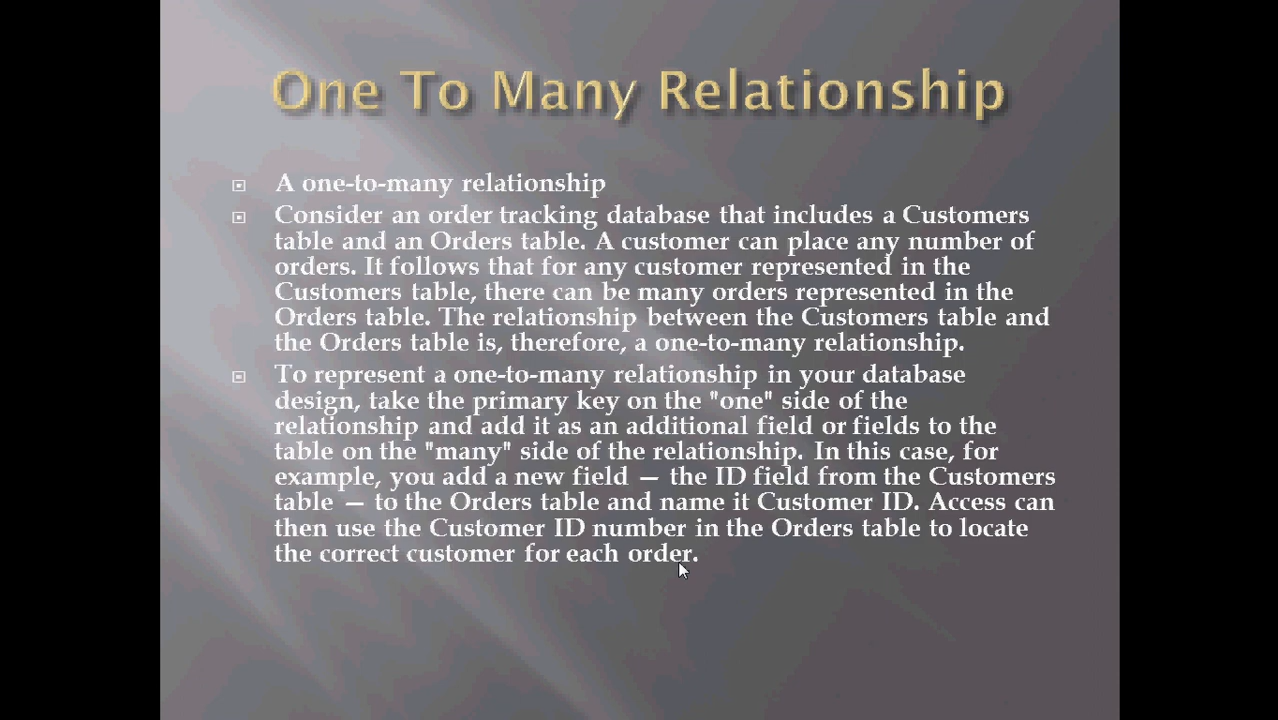 One To Many Relationship
A one-to-many relationship
Consider an order tracking database that includes a Customers
table and an Orders table. A customer can place any number of
orders. It follows that for any customer represented in the
Customers table, there can be many orders represented in the
Orders table. The relationship between the Customers table and
the Orders table is, therefore, a one-to-many relationship.
To represent a one-to-many relationship in your database
design, take the primary key on the "one" side of the
relationship and add it as an additional field or fields to the
table on the "many" side of the relationship. In this case, for
example, you add a new field — the ID field from the Customers
table — to the Orders table and name it Customer ID. Access can
then use the Customer ID number in the Orders table to locate
the correct customer for each order.